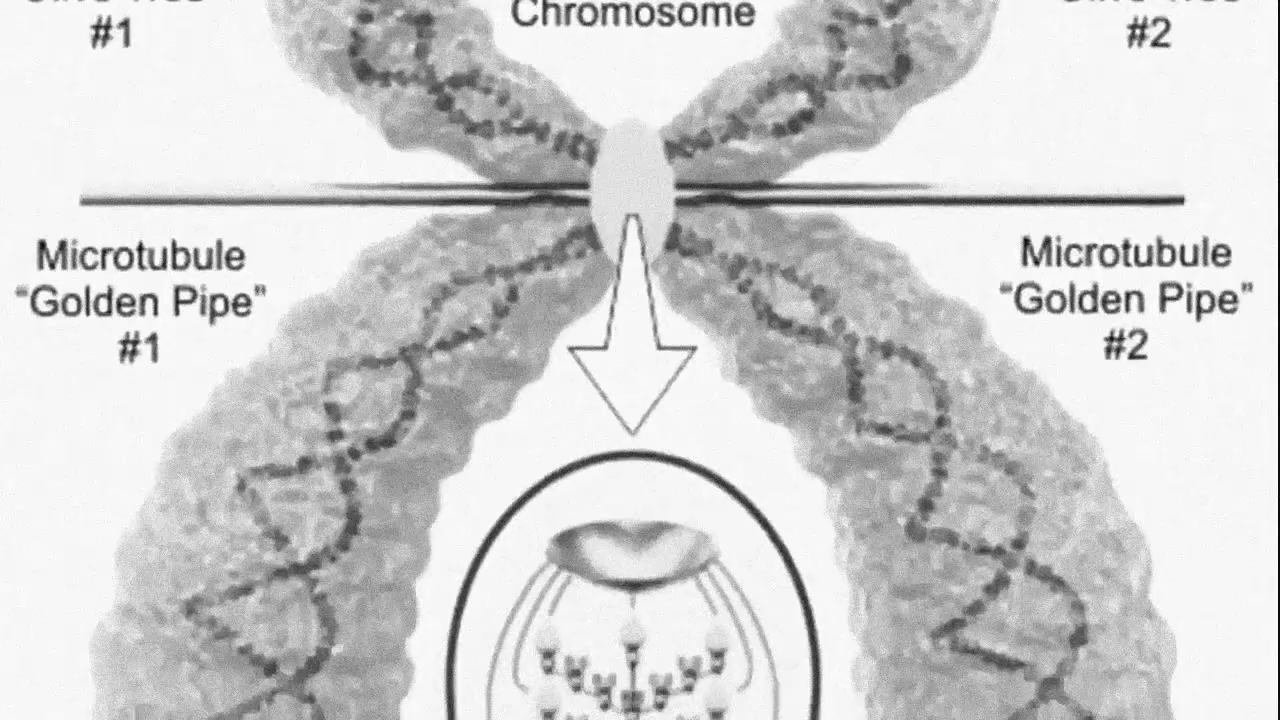 #1
Chromosome
#2
Microtubule
“Golden Pipe”
#1
Microtubule
“Golden Pipe”
#2